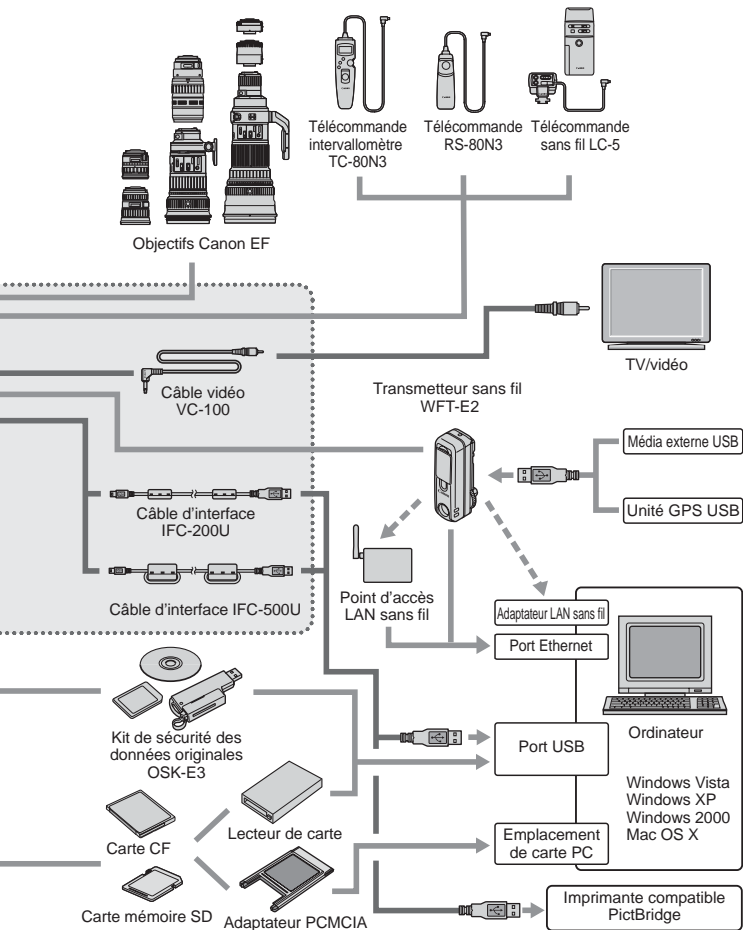 Télécommande
intervallomètre
TC-80N3
Télécommande
RS-80N3
Télécommande
sans fil LC-5
Objectifs Canon EF
TV/vidéo
Câble vidéo
VC-100
Transmetteur sans fil
WFT-E2
Média externe USB
Unité GPS USB
Câble d'interface
IFC-200U
Câble d'interface IFC-500U
Point d'accès
LAN sans fil
Adaptateur LAN sans fil
Port Ethernet
Ordinateur
Kit de sécurité des
données originales
OSK-E3
Port USB
Windows Vista
Windows XP
Windows 2000
Mac OS X
Carte CF
Lecteur de carte
Emplacement
de carte PC
Carte mémoire SD
Adaptateur PCMCIA
Imprimante compatible
PictBridge